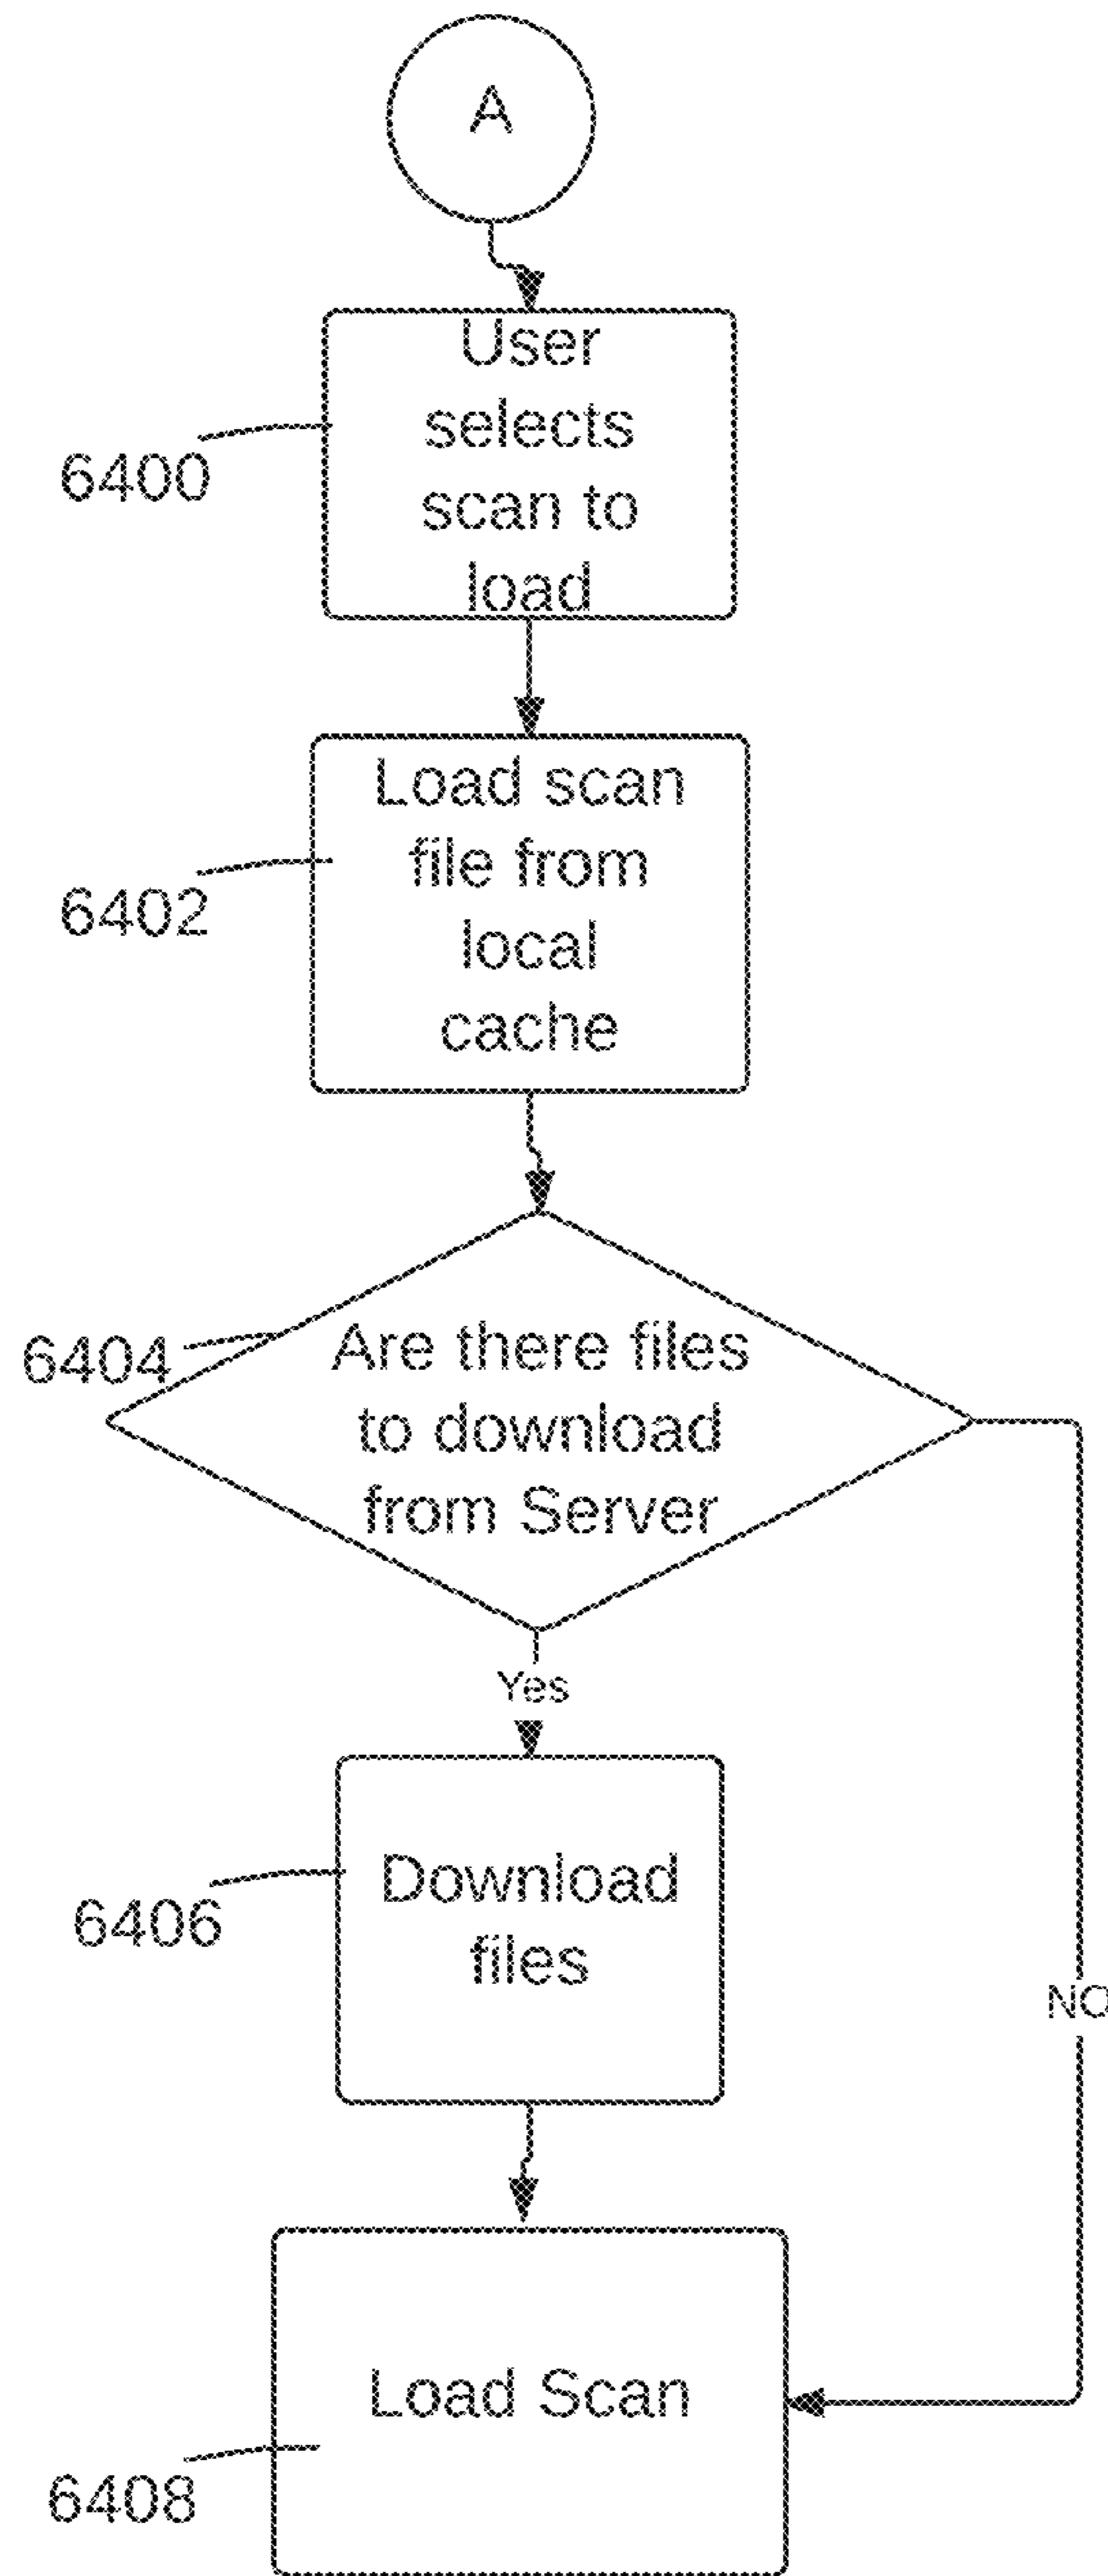 A
User
selects
scan to
load
6400
Load scan
file from
local
cache
6402
Are there files
to download
from Server
6404
Yes
Download
files
6406
NO
Load Scan
6408